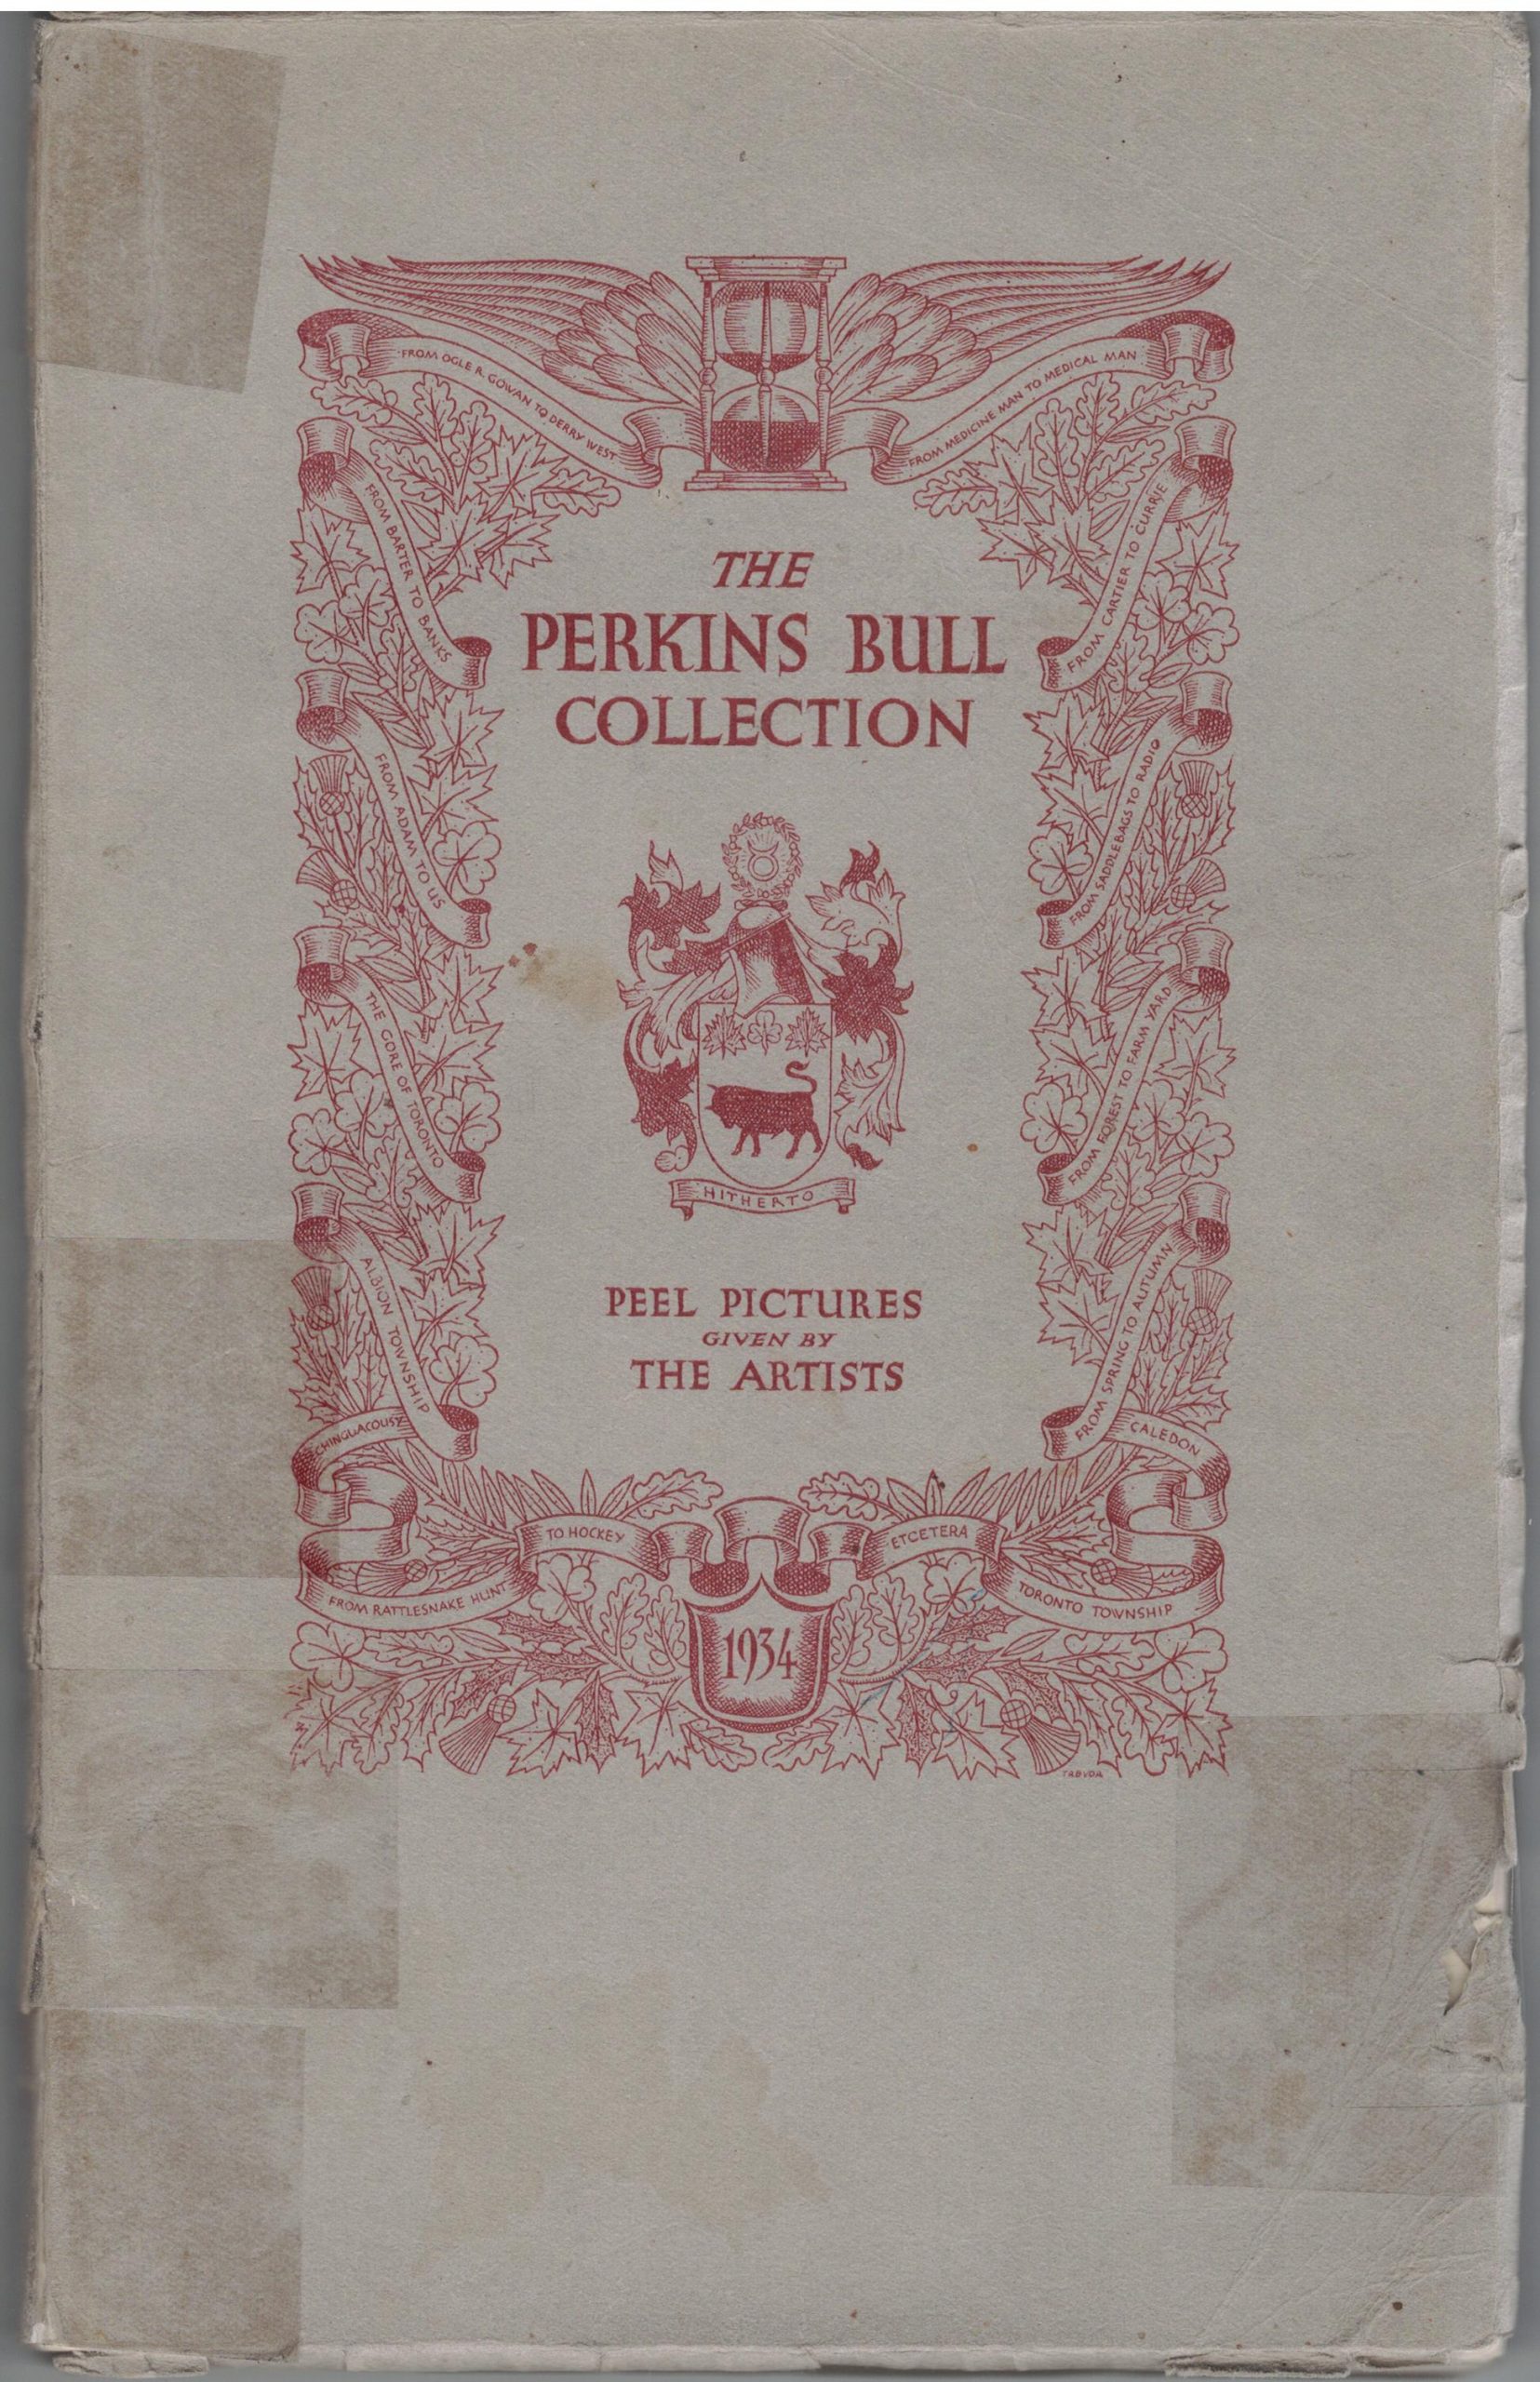 FROM OGLE R. GOWAN TO DERRY WEST
FROM MEDICINE MAN TO MEDICAL MAN
FROM BARTER TO BANKS
FROM CARTIER TO CURRIE
THE
PERKINS BULL
COLLECTION
FROM ADAM TO US
FROM SADDLEBAGS TO RADIO
THE GORE OF TORONTO
FROM FOREST TO FARM YARD
HITHERTO
ALBION TOWNSHIP
FROM SPRING TO AUTUMN
PEEL PICTURES
GIVEN BY
THE ARTISTS
CHINGUACOUSY
CALEDON
FROM RATTLESNAKE HUNT
TO HOCKEY
ETCETERA
TORONTO TOWNSHIP
1934